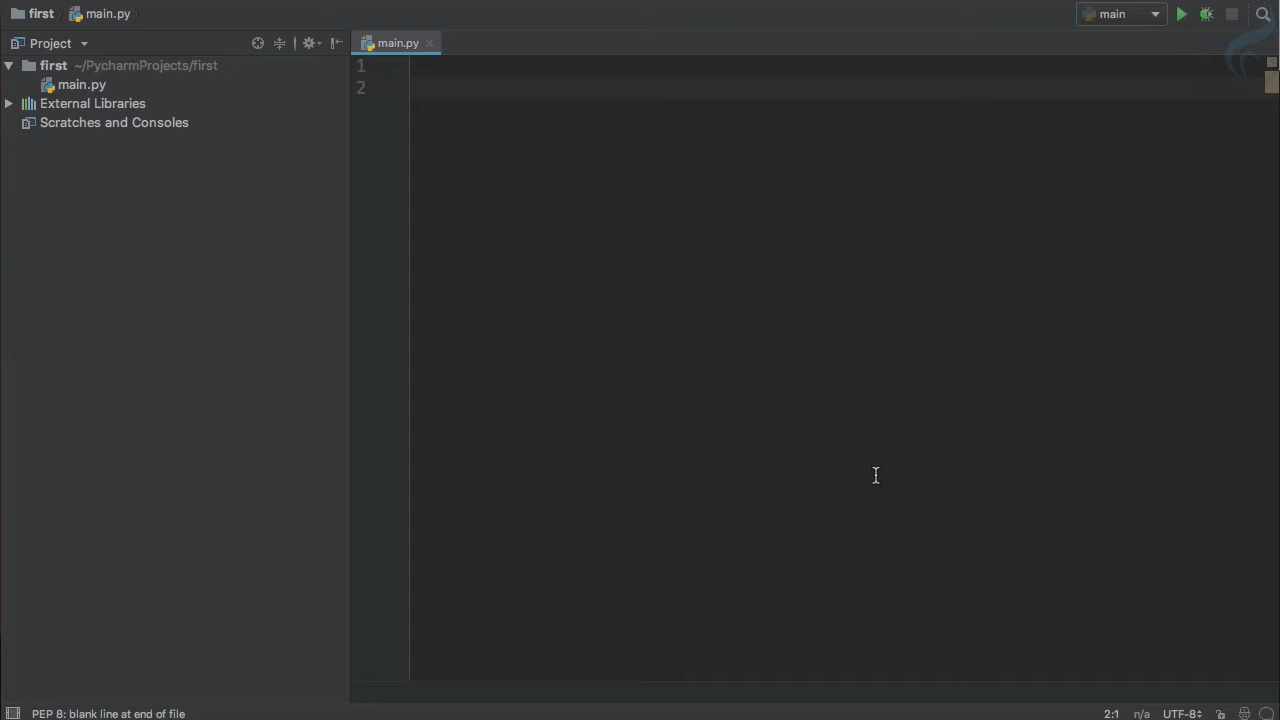 first main.py main
Project main.py
first ~/PycharmProjects/first 1
main.py 2
External Libraries
Scratches and Consoles
PEP 8: blank line at end of file 2:1 n/a UTF-8